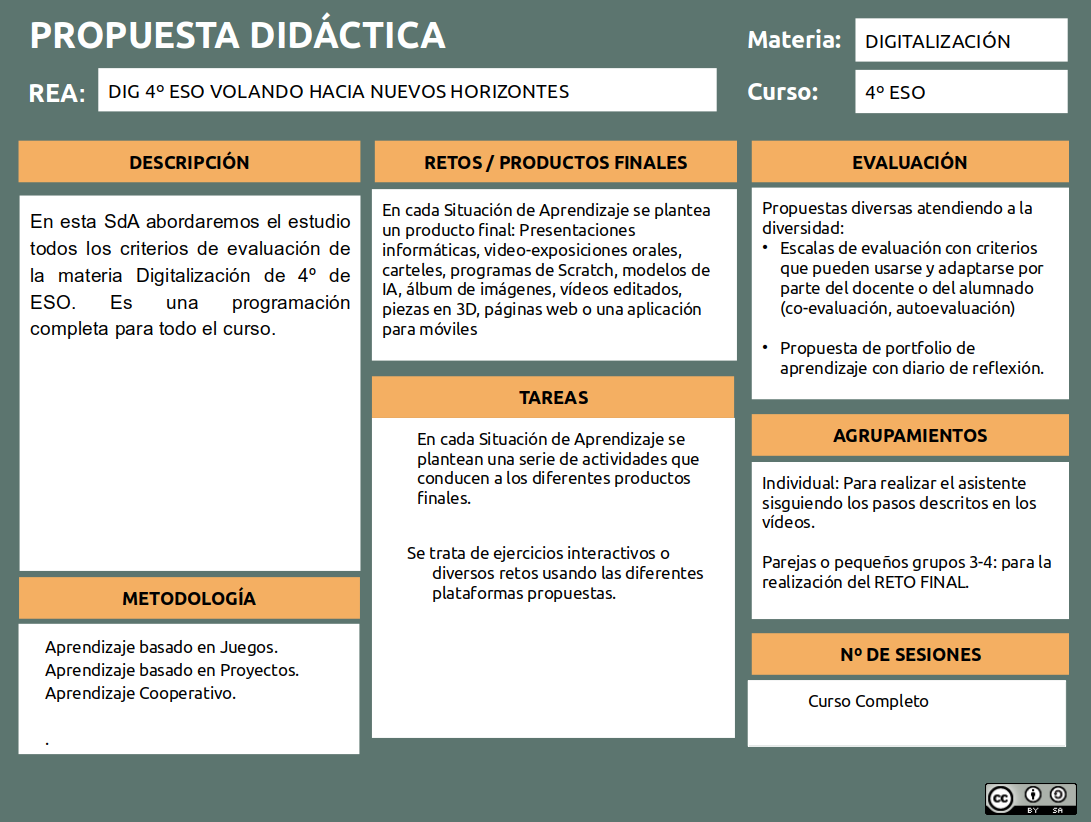 PROPUESTA DIDÁCTICA
Materia:
DIGITALIZACIÓN
REA:
DIG 4º ESO VOLANDO HACIA NUEVOS HORIZONTES
Curso:
4º ESO
DESCRIPCIÓN
En esta SdA abordaremos el estudio
todos los criterios de evaluación de
la materia Digitalización de 4º de
ESO. Es una programación
completa para todo el curso.
METODOLOGÍA
Aprendizaje basado en Juegos.
Aprendizaje basado en Proyectos.
Aprendizaje Cooperativo.
.
RETOS / PRODUCTOS FINALES
En cada Situación de Aprendizaje se plantea
un producto final: Presentaciones
informáticas, video-exposiciones orales,
carteles, programas de Scratch, modelos de
IA, álbum de imágenes, vídeos editados,
piezas en 3D, páginas web o una aplicación
para móviles
TAREAS
En cada Situación de Aprendizaje se
plantean una serie de actividades que
conducen a los diferentes productos
finales.
Se trata de ejercicios interactivos o
diversos retos usando las diferentes
plataformas propuestas.
EVALUACIÓN
Propuestas diversas atendiendo a la
diversidad:
• Escalas de evaluación con criterios
que pueden usarse y adaptarse por
parte del docente o del alumnado
(co-evaluación, autoevaluación)
• Propuesta de portfolio de
aprendizaje con diario de reflexión.
AGRUPAMIENTOS
Individual: Para realizar el asistente
sisguiendo los pasos descritos en los
vídeos.
Parejas o pequeños grupos 3-4: para la
realización del RETO FINAL.
Nº DE SESIONES
Curso Completo
cc
BY SA